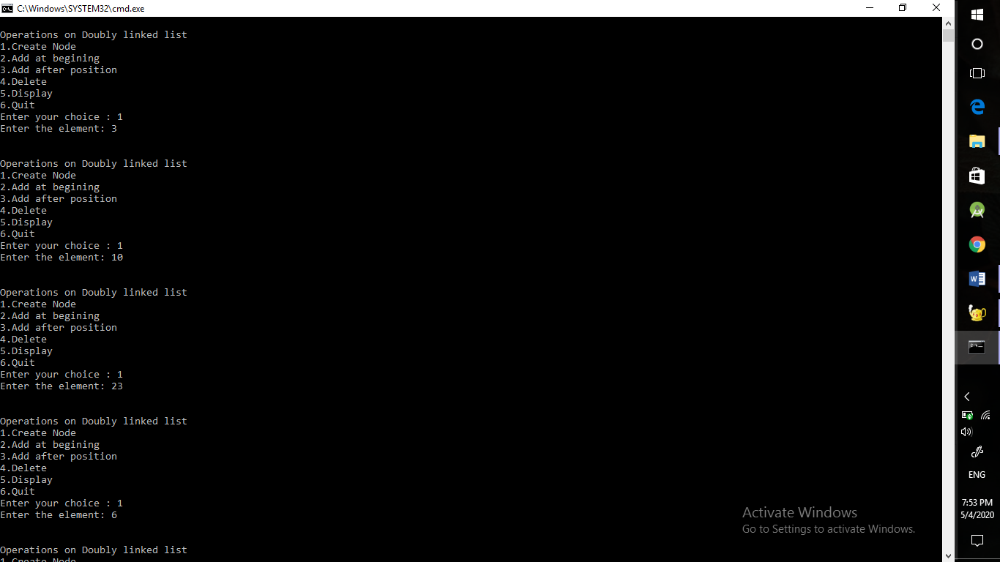 C:\Windows\SYSTEM32\cmd.exe
Operations on Doubly linked list
1.Create Node
2.Add at begining
3.Add after position
4.Delete
5.Display
6.Quit
Enter your choice : 1
Enter the element: 3
Operations on Doubly linked list
1.Create Node
2.Add at begining
3.Add after position
4.Delete
5.Display
6.Quit
Enter your choice : 1
Enter the element: 10
Operations on Doubly linked list
1.Create Node
2.Add at begining
3.Add after position
4.Delete
5.Display
6.Quit
Enter your choice : 1
Enter the element: 23
Operations on Doubly linked list
1.Create Node
2.Add at begining
3.Add after position
4.Delete
5.Display
6.Quit
Enter your choice : 1
Enter the element: 6
Operations on Doubly linked list
1.Create Node
Activate Windows
Go to Settings to activate Windows.
ENG
7:53 PM
5/4/2020